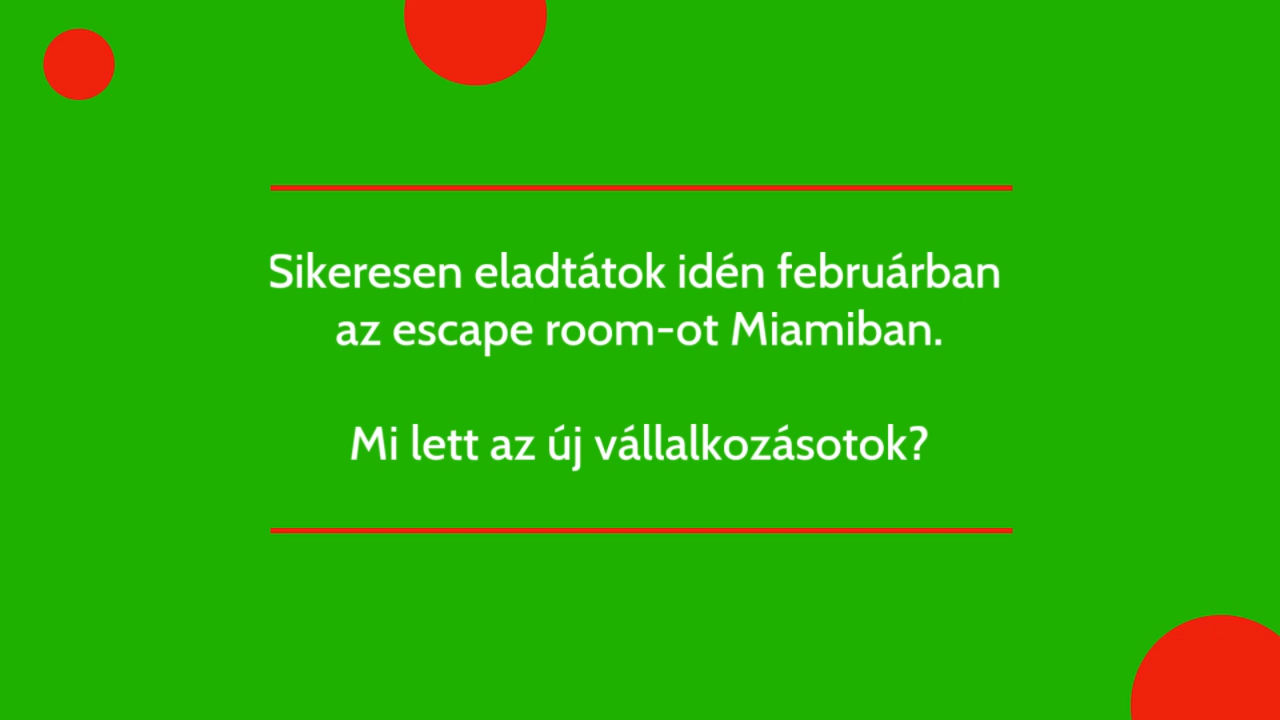 Sikeresen eladtátok idén februárban
az escape room-ot Miamiban.
Mi lett az új vállalkozásotok?